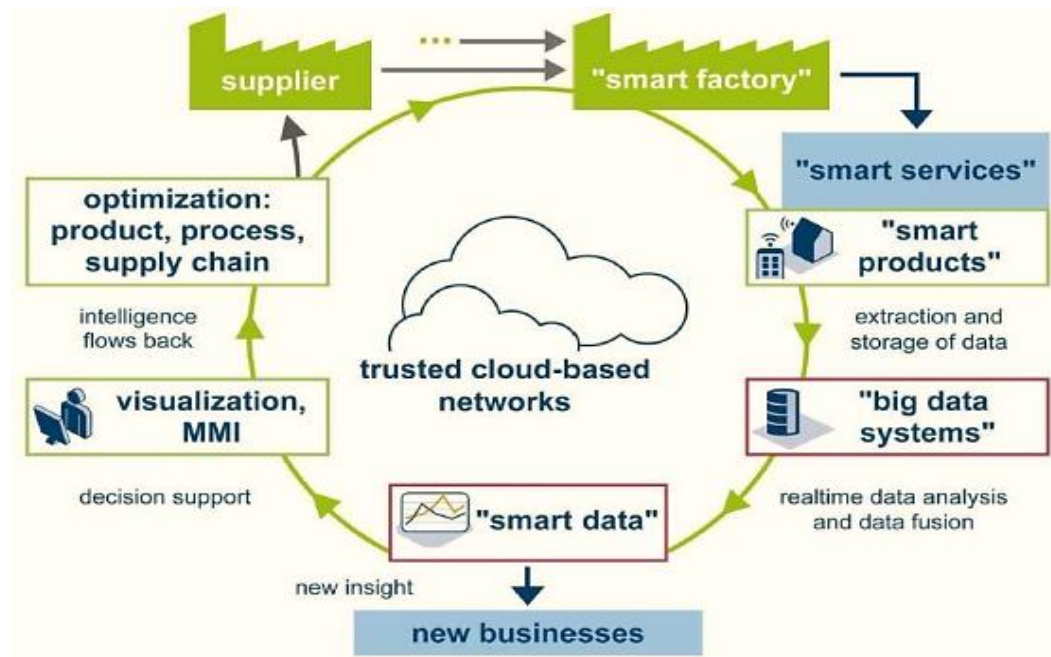 supplier
"smart factory"
"smart services"
"smart
products"
extraction and
storage of data
"big data
systems"
realtime data analysis
and data fusion
"smart data"
new insight
new businesses
decision support
visualization,
MMI
intelligence
flows back
optimization:
product, process,
supply chain
trusted cloud-based
networks